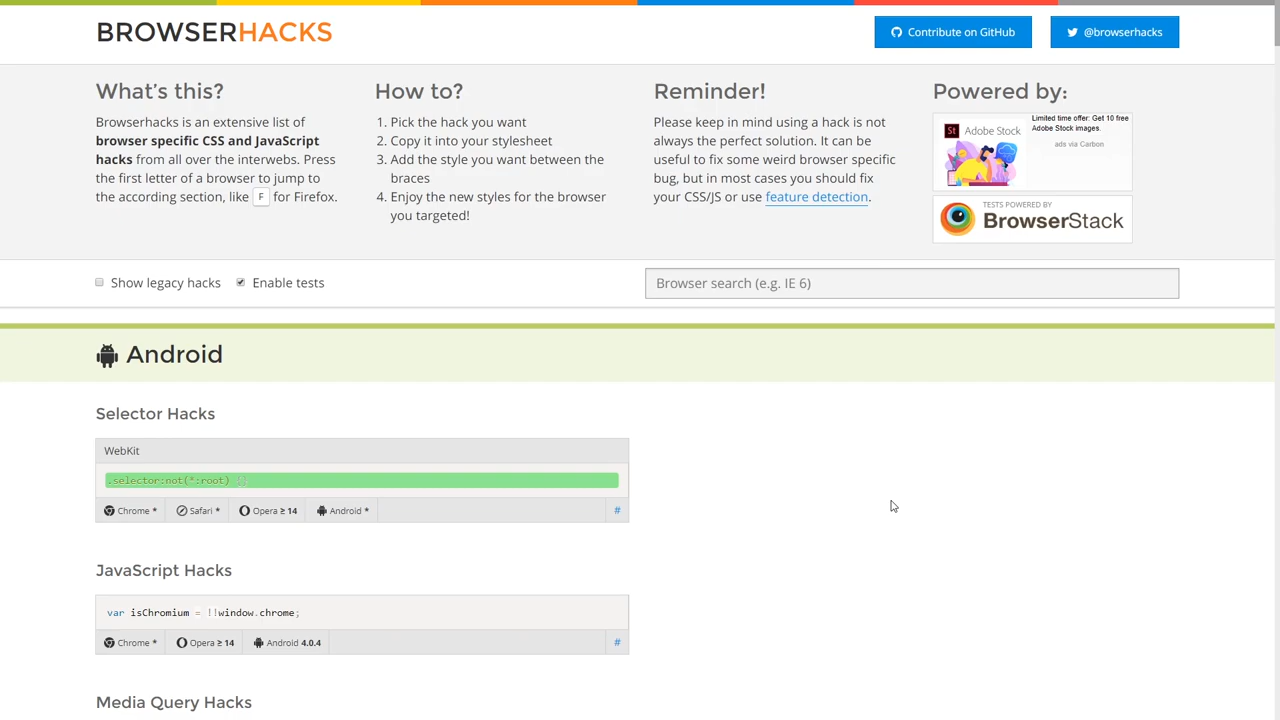 BROWSERHACKS
Contribute on GitHub
@browserhacks
What's this?
Browserhacks is an extensive list of
browser specific CSS and JavaScript
hacks from all over the interwebs. Press
the first letter of a browser to jump to
the according section, like F for Firefox.
How to?
1. Pick the hack you want
2. Copy it into your stylesheet
3. Add the style you want between the
braces
4. Enjoy the new styles for the browser
you targeted!
Reminder!
Please keep in mind using a hack is not
always the perfect solution. It can be
useful to fix some weird browser specific
bug, but in most cases you should fix
your CSS/JS or use feature detection.
Powered by:
St Adobe Stock
Limited time offer: Get 10 free
Adobe Stock images.
ads via Carbon
TESTS POWERED BY
BrowserStack
Show legacy hacks
Enable tests
Browser search (e.g. IE 6)
Android
Selector Hacks
WebKit
.selector:not(*:root) {}
Chrome * Safari * Opera ≥ 14 Android * #
JavaScript Hacks
var isChromium = !!window.chrome;
Chrome * Opera ≥ 14 Android 4.0.4 #
Media Query Hacks